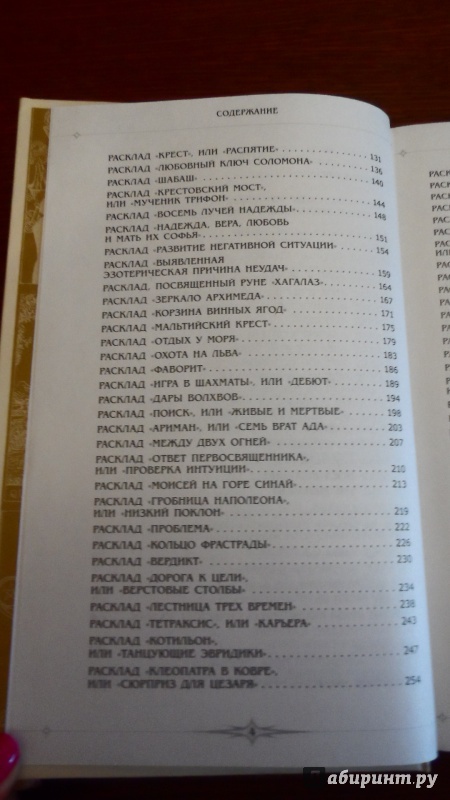 СОДЕРЖАНИЕ
РАСКЛАД «КРЕСТ», ИЛИ «РАСПЯТИЕ» 131
РАСКЛАД «ЛЮБОВНЫЙ КЛЮЧ СОЛОМОНА» 136
РАСКЛАД «ШАБАШ» 140
РАСКЛАД «КРЕСТОВСКИЙ МОСТ»,
ИЛИ «МУЧЕНИК ТРИФОН» 144
РАСКЛАД «ВОСЕМЬ ЛУЧЕЙ НАДЕЖДЫ» 148
РАСКЛАД «НАДЕЖДА, ВЕРА, ЛЮБОВЬ
И МАТЬ ИХ СОФЬЯ» 151
РАСКЛАД «РАЗВИТИЕ НЕГАТИВНОЙ СИТУАЦИИ» 154
РАСКЛАД «ВЫЯВЛЕННАЯ
ЭЗОТЕРИЧЕСКАЯ ПРИЧИНА НЕУДАЧ» 159
РАСКЛАД, ПОСВЯЩЕННЫЙ РУНЕ «ХАГАЛАЗ» 164
РАСКЛАД «ЗЕРКАЛО АРХИМЕДА» 167
РАСКЛАД «КОРЗИНА ВИННЫХ ЯГОД» 171
РАСКЛАД «МАЛЬТИЙСКИЙ КРЕСТ» 175
РАСКЛАД «ОТДЫХ У МОРЯ» 179
РАСКЛАД «ОХОТА НА ЛЬВА» 183
РАСКЛАД «ФАВОРИТ» 186
РАСКЛАД «ИГРА В ШАХМАТЫ», ИЛИ «ДЕБЮТ» 189
РАСКЛАД «ДАРЫ ВОЛХВОВ» 194
РАСКЛАД «ПОИСК», ИЛИ «ЖИВЫЕ И МЕРТВЫЕ» 198
РАСКЛАД «АРИМАН», ИЛИ «СЕМЬ ВРАТ АДА» 203
РАСКЛАД «МЕЖДУ ДВУХ ОГНЕЙ» 207
РАСКЛАД «ОТВЕТ ПЕРВОСВЯЩЕННИКА»,
ИЛИ «ПРОВЕРКА ИНТУИЦИИ» 210
РАСКЛАД «МОИСЕЙ НА ГОРЕ СИНАЙ» 213
РАСКЛАД «ГРОБНИЦА НАПОЛЕОНА»,
ИЛИ «НИЗКИЙ ПОКЛОН» 219
РАСКЛАД «ПРОБЛЕМА» 222
РАСКЛАД «КОЛЬЦО ФРАСТРАДЫ» 226
РАСКЛАД «ВЕРДИКТ» 230
РАСКЛАД «ДОРОГА К ЦЕЛИ»,
ИЛИ «ВЕРСТОВЫЕ СТОЛБЫ» 234
РАСКЛАД «ЛЕСТНИЦА ТРЕХ ВРЕМЕН» 238
РАСКЛАД «ТЕТРАКСИС», ИЛИ «КАРЬЕРА» 243
РАСКЛАД «КОТИЛЬОН»,
ИЛИ «ТАНЦУЮЩИЕ ЭВРИДИКИ» 247
РАСКЛАД «КЛЕОПАТРА В КОВРЕ»,
ИЛИ «СЮРПРИЗ ДЛЯ ЦЕЗАРЯ» 254
абиринт.ру